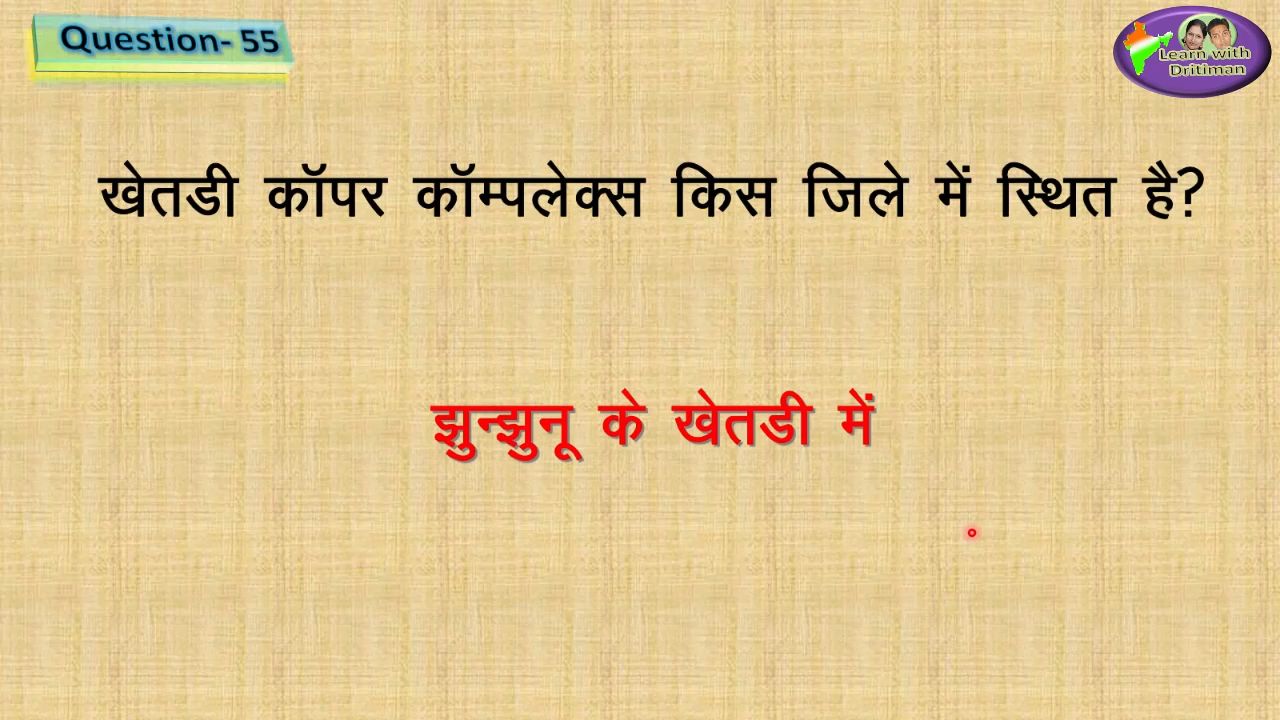 Question- 55
Learn with
Dritiman
खेतडी कॉपर कॉम्पलेक्स किस जिले में स्थित है?
झुन्झुनू के खेतडी में